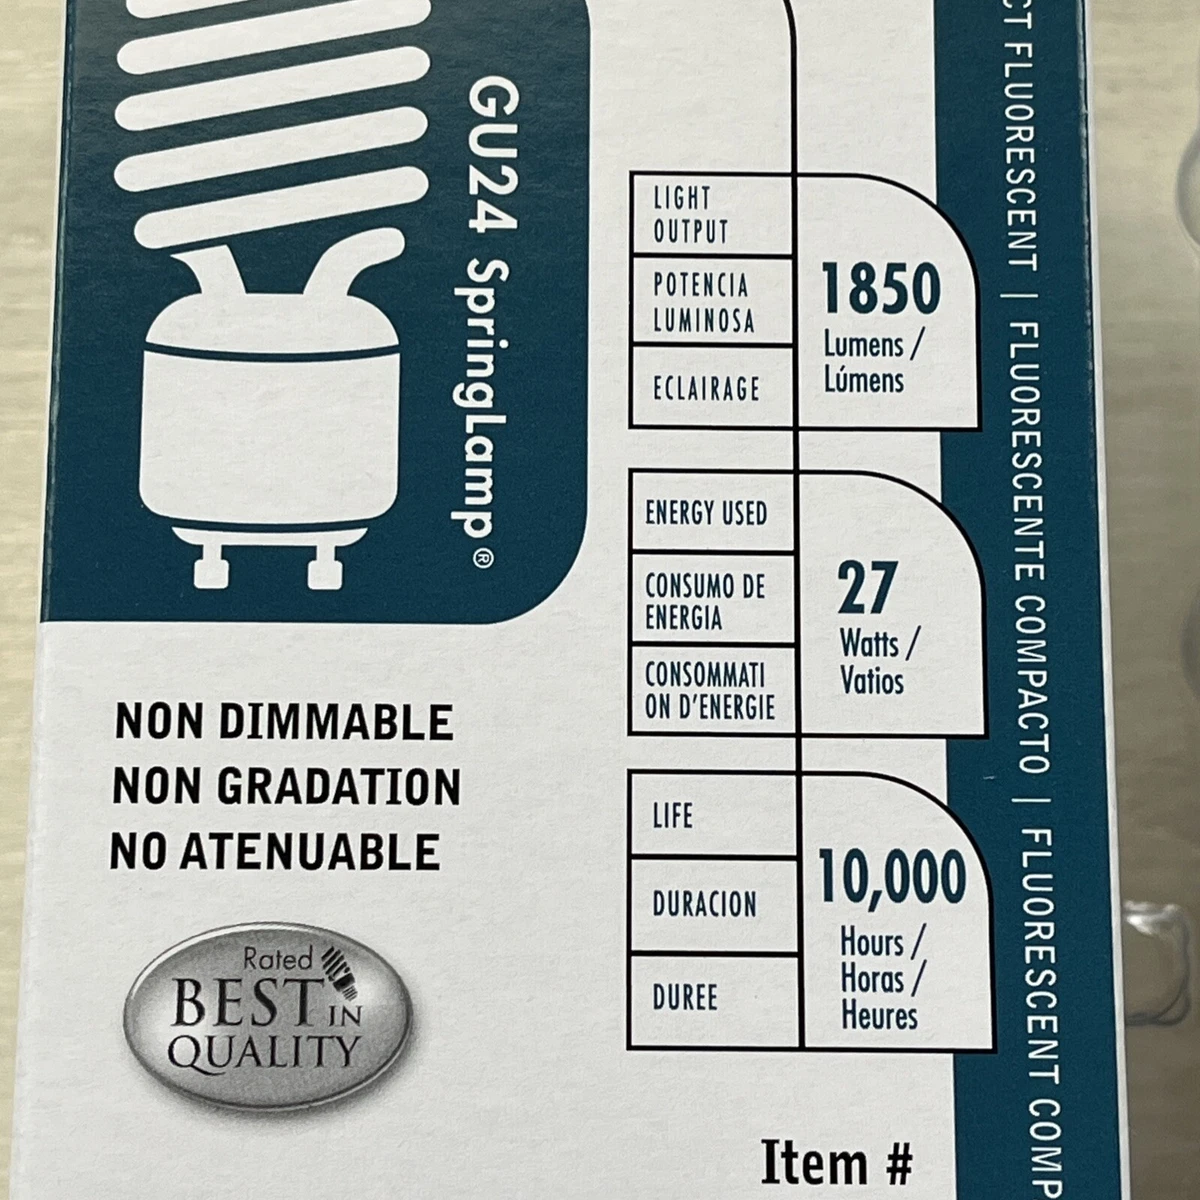 GU24 SpringLamp®
LIGHT
OUTPUT
POTENCIA
LUMINOSA
ECLAIRAGE
1850
Lumens /
Lúmens
ENERGY USED
CONSUMO DE
ENERGIA
CONSOMMATI
ON D'ENERGIE
27
Watts /
Vatios
LIFE
DURACION
DUREE
10,000
Hours /
Horas /
Heures
NON DIMMABLE
NON GRADATION
NO ATENUABLE
Rated
BEST IN
QUALITY
Item #
CT FLUORESCENT | FLUORESCENTE COMPACTO | FLUORESCENT COMP